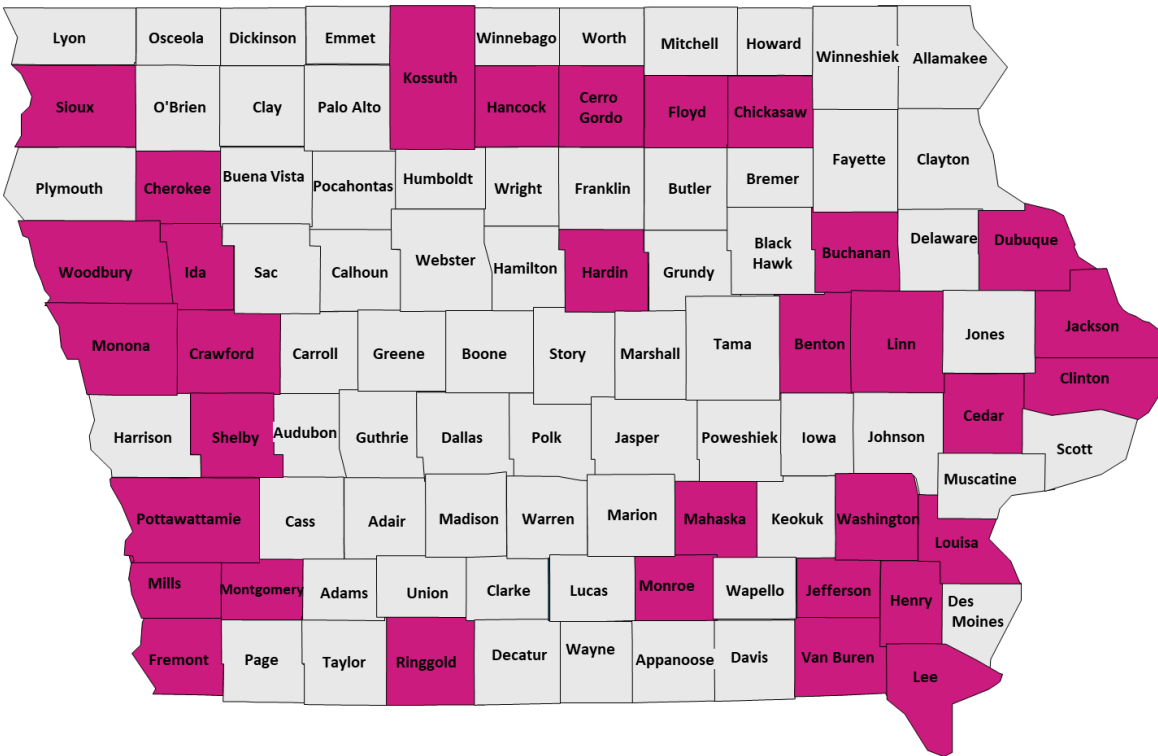 Lyon
Osceola
Dickinson
Emmet
Kossuth
Winnebago
Worth
Mitchell
Howard
Winneshiek
Allamakee
Sioux
O'Brien
Clay
Palo Alto
Hancock
Cerro
Gordo
Floyd
Chickasaw
Fayette
Clayton
Plymouth
Cherokee
Buena Vista
Pocahontas
Humboldt
Wright
Franklin
Butler
Bremer
Woodbury
Ida
Sac
Calhoun
Webster
Hamilton
Hardin
Grundy
Black
Hawk
Buchanan
Delaware
Dubuque
Monona
Crawford
Carroll
Greene
Boone
Story
Marshall
Tama
Benton
Linn
Jones
Jackson
Clinton
Harrison
Shelby
Audubon
Guthrie
Dallas
Polk
Jasper
Poweshiek
Iowa
Johnson
Cedar
Scott
Muscatine
Pottawattamie
Cass
Adair
Madison
Warren
Marion
Mahaska
Keokuk
Washington
Louisa
Mills
Montgomery
Adams
Union
Clarke
Lucas
Monroe
Wapello
Jefferson
Henry
Des
Moines
Fremont
Page
Taylor
Ringgold
Decatur
Wayne
Appanoose
Davis
Van Buren
Lee